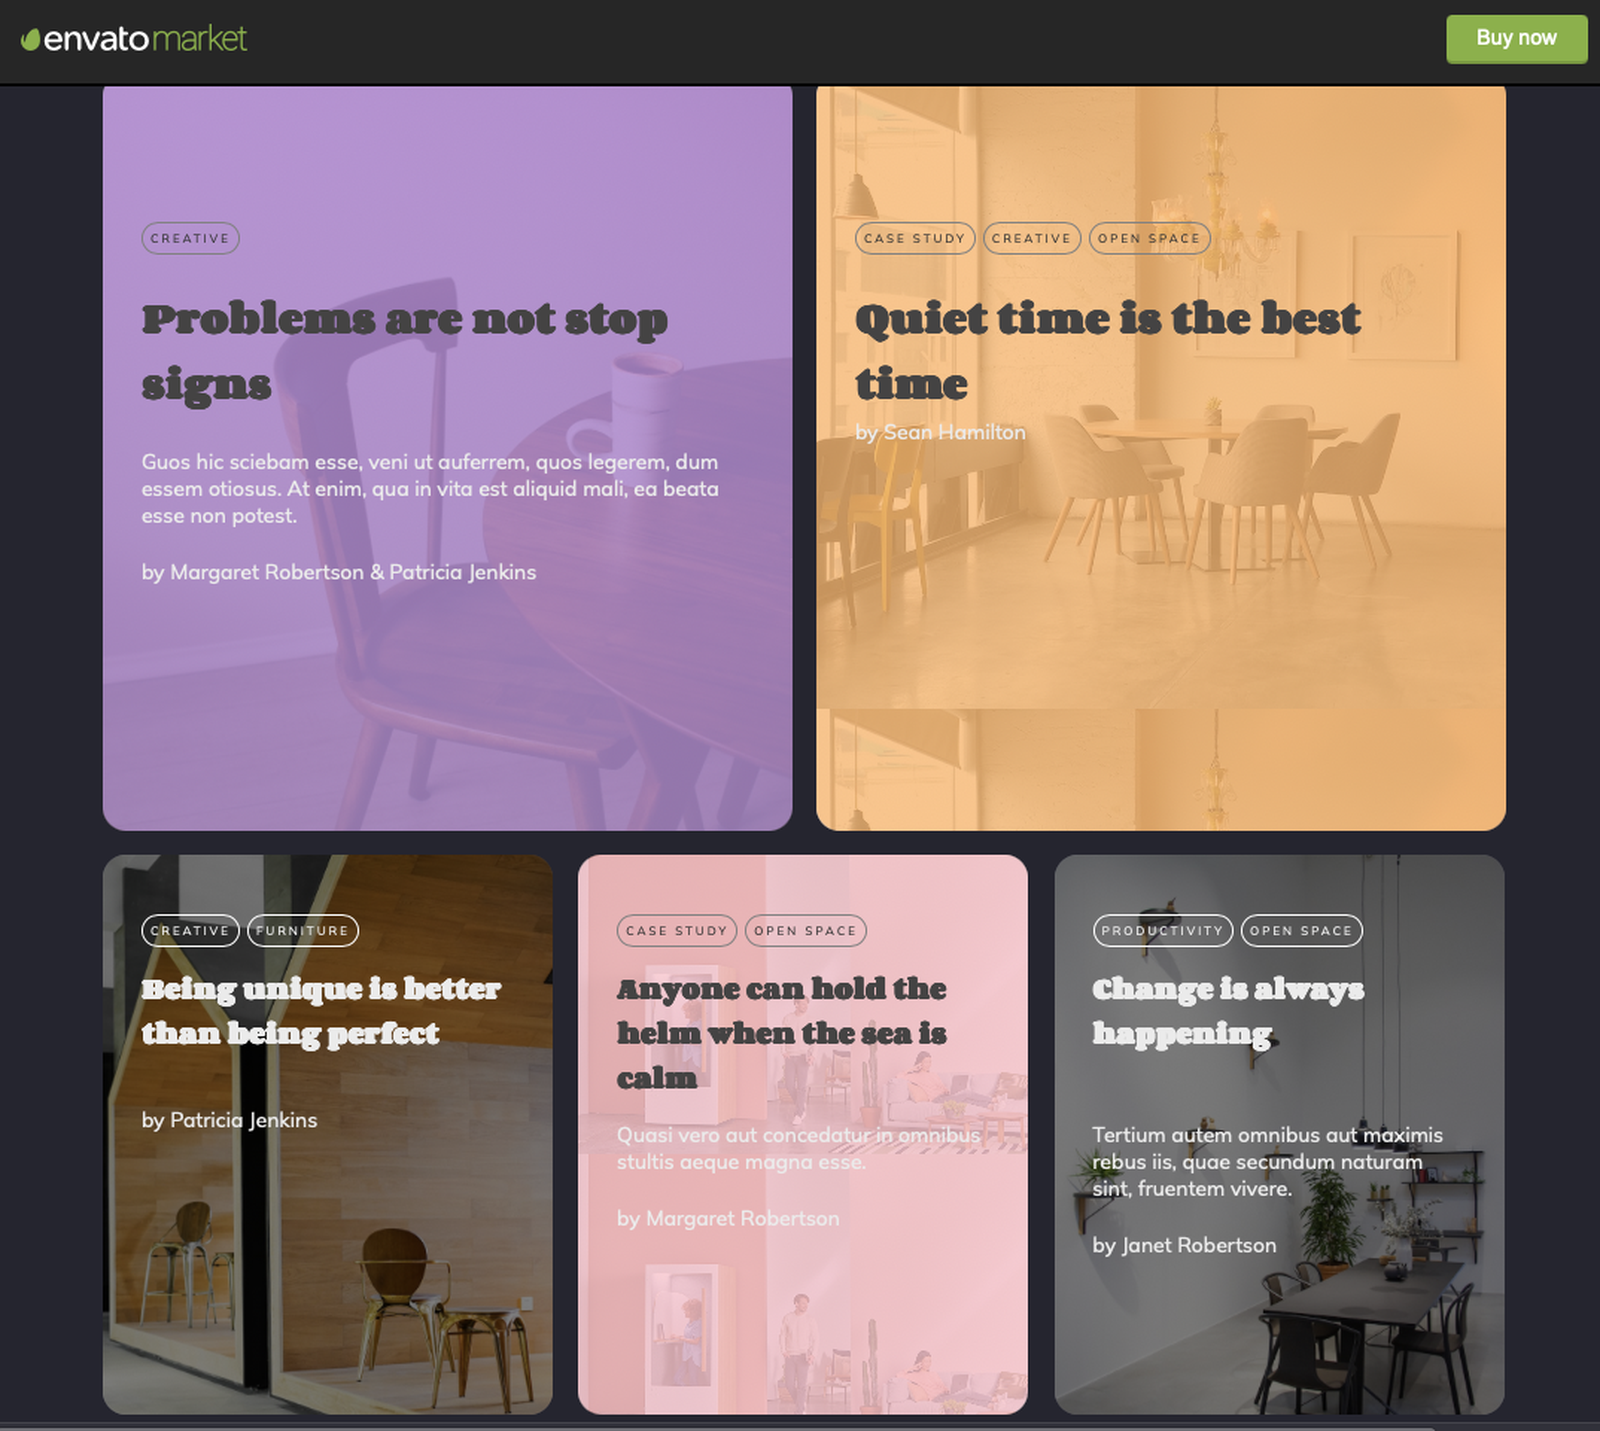 envato market
Buy now
CREATIVE
Problems are not stop
signs
Guos hic sciebam esse, veni ut auferrem, quos legerem, dum
essem otiosus. At enim, qua in vita est aliquid mali, ea beata
esse non potest.
by Margaret Robertson & Patricia Jenkins
CASE STUDY CREATIVE OPEN SPACE
Quiet time is the best
time
by Sean Hamilton
CREATIVE FURNITURE
Being unique is better
than being perfect
by Patricia Jenkins
CASE STUDY OPEN SPACE
Anyone can hold the
helm when the sea is
calm
Quasi vero aut concedatur in omnibus
stultis aeque magna esse.
by Margaret Robertson
PRODUCTIVITY OPEN SPACE
Change is always
happening
Tertium autem omnibus aut maximis
rebus iis, quae secundum naturam
sint, fruentem vivere.
by Janet Robertson